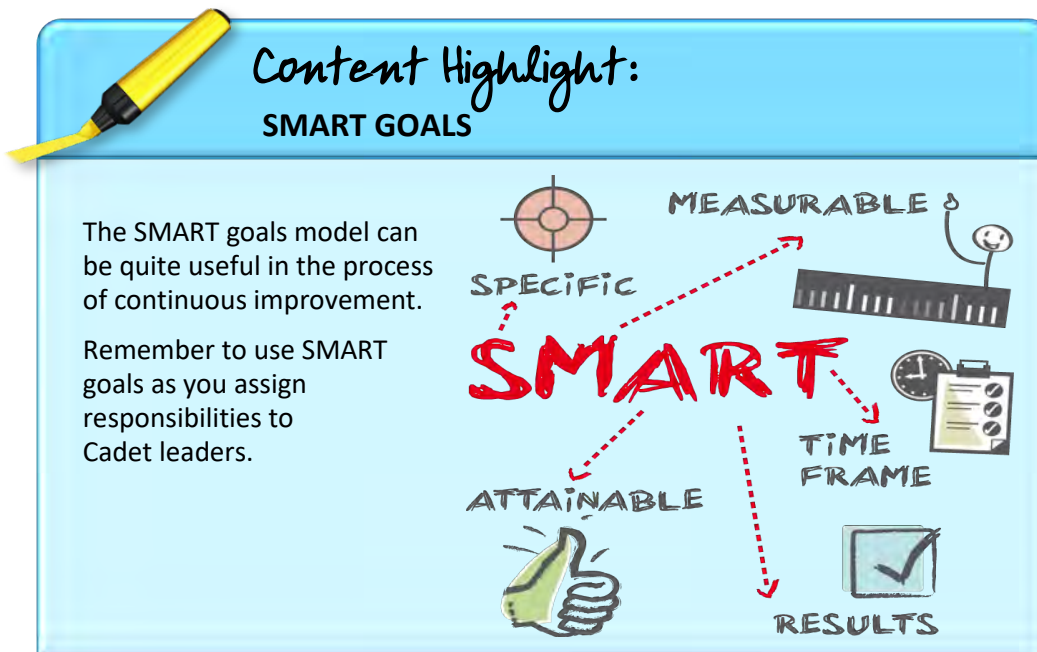 Content Highlight:
SMART GOALS
The SMART goals model can
be quite useful in the process
of continuous improvement.
Remember to use SMART
goals as you assign
responsibilities to
Cadet leaders.
MEASURABLE
SPECiFiC
SMART
TiME
FRAME
ATTAiNABLE
RESULTS